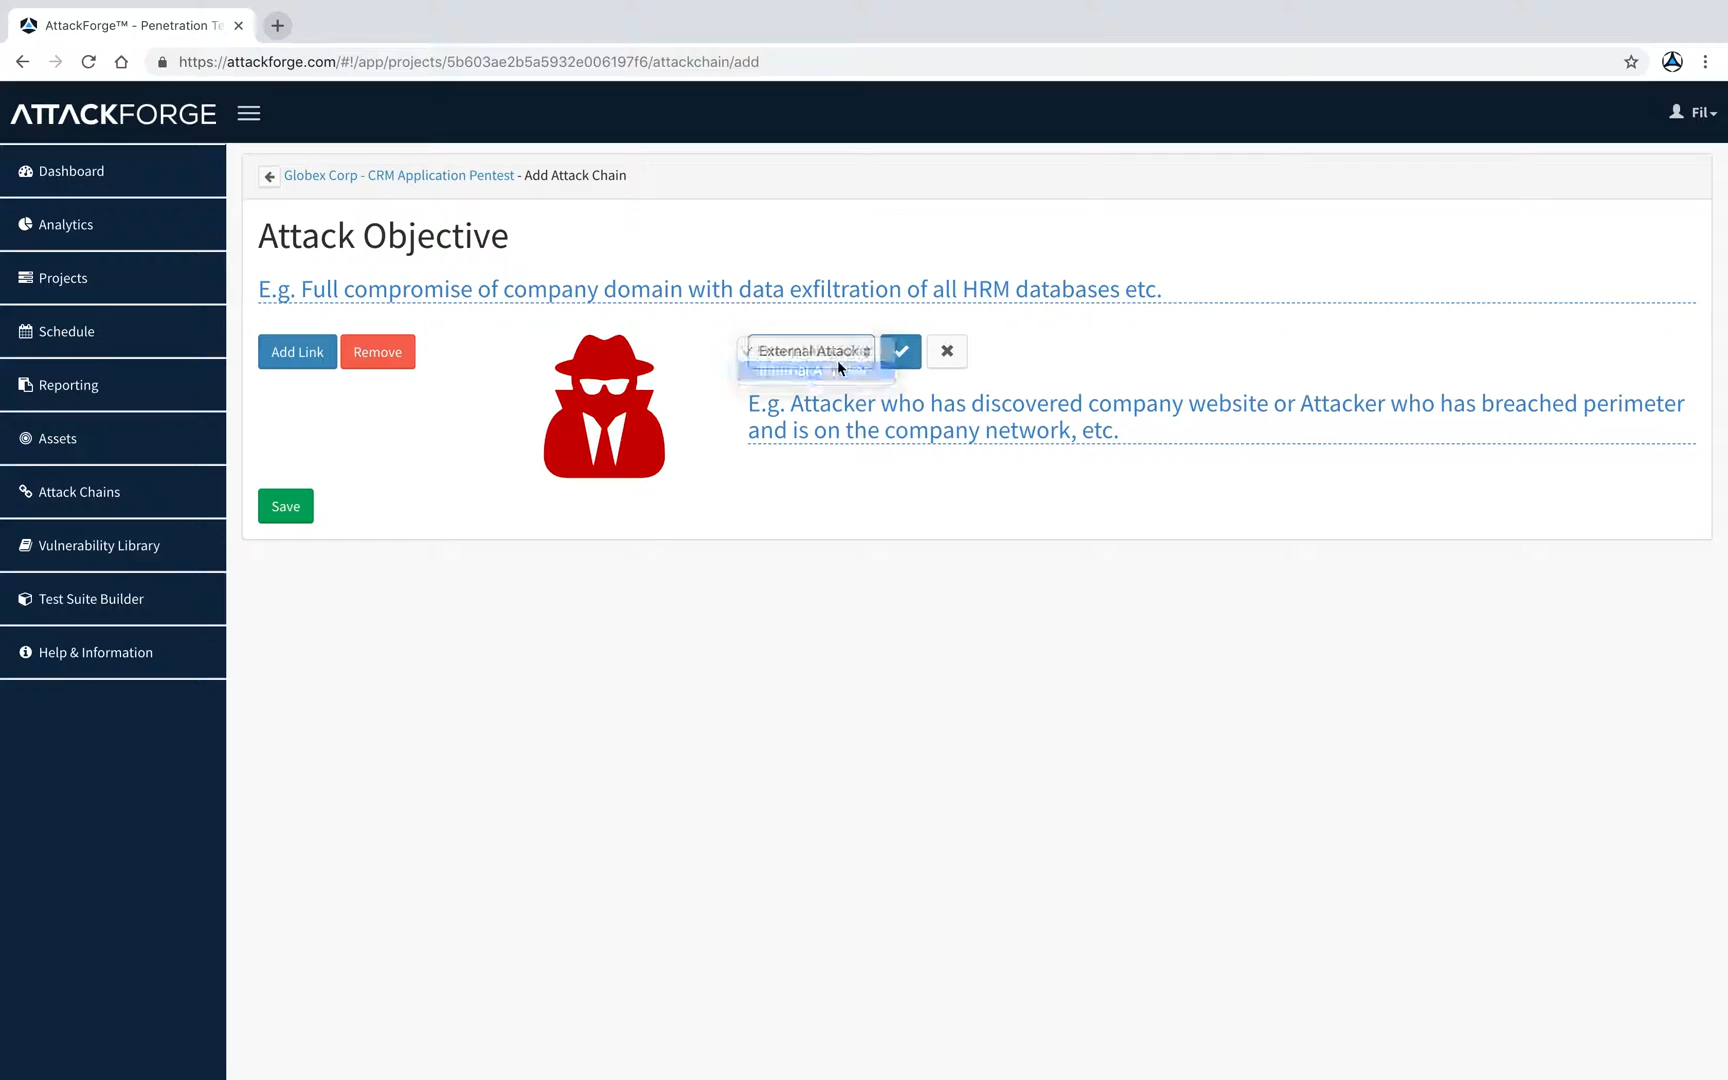 AttackForge™ - Penetration Te
https://attackforge.com/#!/app/projects/5b603ae2b5a5932e006197f6/attackchain/add
ATTACKFORGE
Fil
Dashboard
Analytics
Projects
Schedule
Reporting
Assets
Attack Chains
Vulnerability Library
Test Suite Builder
Help & Information
Globex Corp - CRM Application Pentest - Add Attack Chain
Attack Objective
E.g. Full compromise of company domain with data exfiltration of all HRM databases etc.
Add Link
Remove
External Attack
E.g. Attacker who has discovered company website or Attacker who has breached perimeter
and is on the company network, etc.
Save